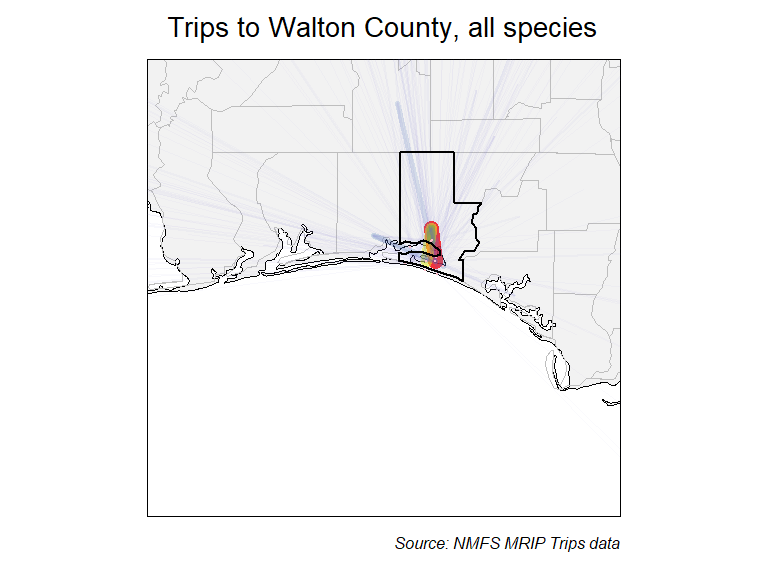 Trips to Walton County, all species
Source: NMFS MRIP Trips data